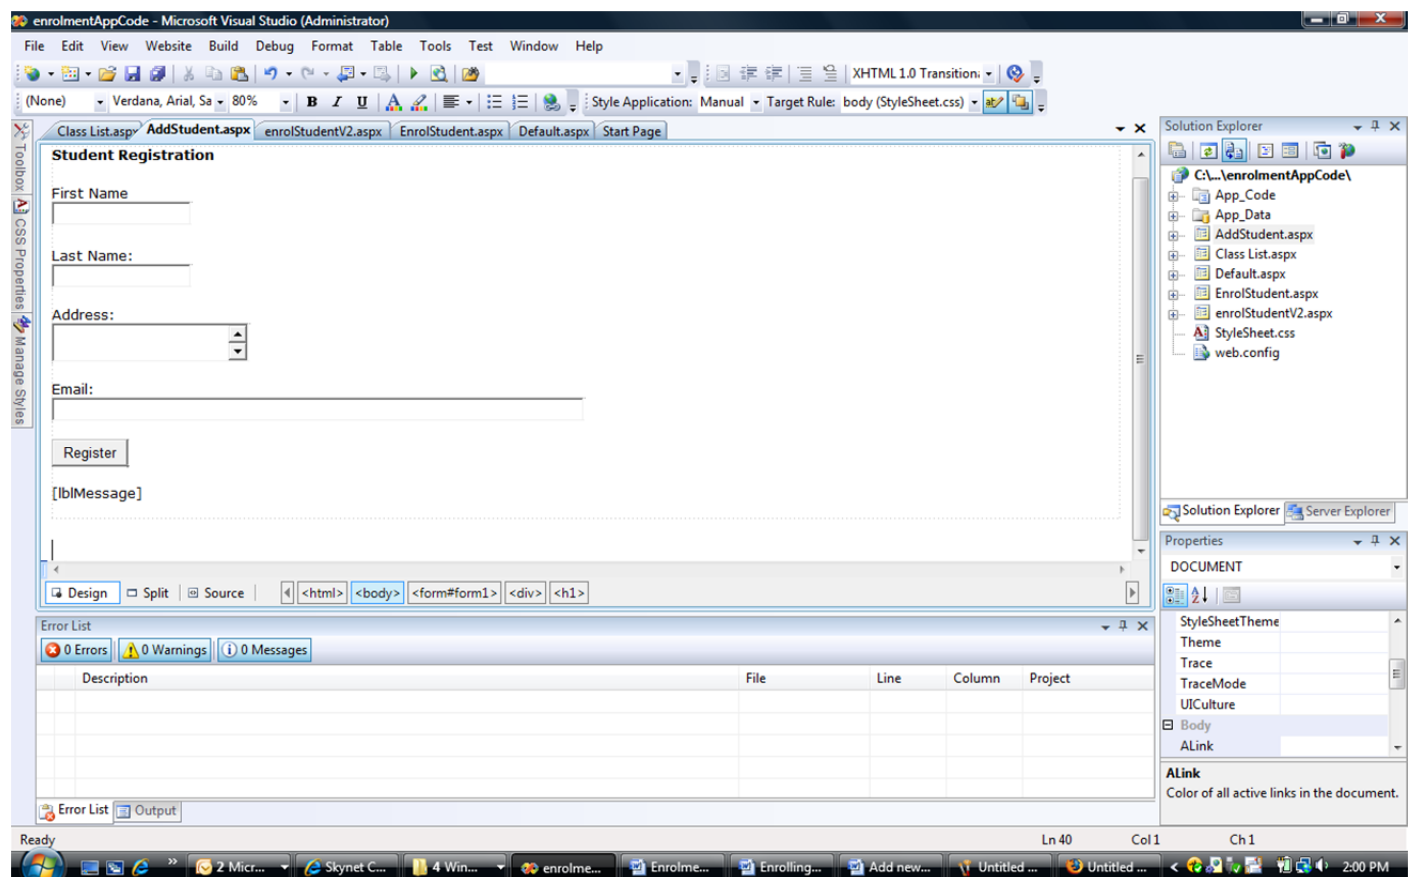 enrolmentAppCode - Microsoft Visual Studio (Administrator)
File Edit View Website Build Debug Format Table Tools Test Window Help
XHTML 1.0 Transition
(None) Verdana, Arial, Sa 80% B I U Style Application: Manual Target Rule: body (StyleSheet.css)
Class List.asp AddStudent.aspx enrolStudentV2.aspx EnrolStudent.aspx Default.aspx Start Page
Toolbox
CSS Properties
Manage Styles
Student Registration
First Name
Last Name:
Address:
Email:
Register
[lblMessage]
Design Split Source <html> <body> <form#form1> <div> <h1>
Solution Explorer
C:\...\enrolmentAppCode\
App_Code
App_Data
AddStudent.aspx
Class List.aspx
Default.aspx
EnrolStudent.aspx
enrolStudentV2.aspx
StyleSheet.css
web.config
Solution Explorer Server Explorer
Properties
DOCUMENT
StyleSheetTheme
Theme
Trace
TraceMode
UICulture
Body
ALink
ALink
Color of all active links in the document.
Error List
0 Errors 0 Warnings 0 Messages
Description File Line Column Project
Error List Output
Ready Ln 40 Col 1 Ch 1
2 Micr... Skynet C... 4 Win... enrolme... Enrolme... Enrolling... Add new... Untitled ... Untitled ... 2:00 PM